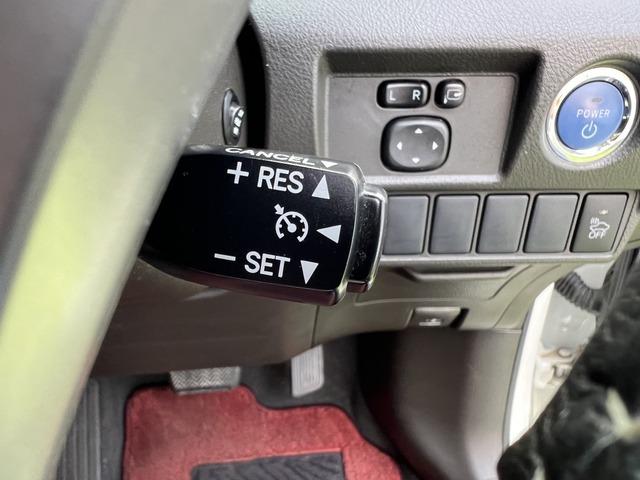 L R
POWER
CANCEL
+ RES
- SET
OFF